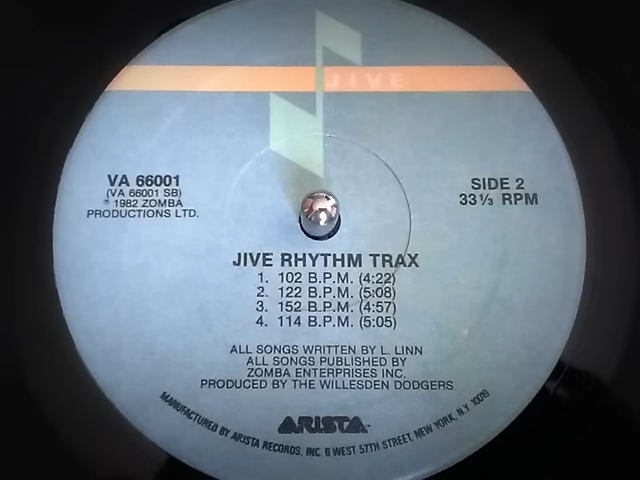 JIVE
VA 66001
(VA 66001 SB)
℗ 1982 ZOMBA
PRODUCTIONS LTD.
SIDE 2
33⅓ RPM
JIVE RHYTHM TRAX
1. 102 B.P.M. (4:22)
2. 122 B.P.M. (5:08)
3. 152 B.P.M. (4:57)
4. 114 B.P.M. (5:05)
ALL SONGS WRITTEN BY L. LINN
ALL SONGS PUBLISHED BY
ZOMBA ENTERPRISES INC.
PRODUCED BY THE WILLESDEN DODGERS
ARISTA
MANUFACTURED BY ARISTA RECORDS, INC. 6 WEST 57TH STREET, NEW YORK, N.Y. 10019